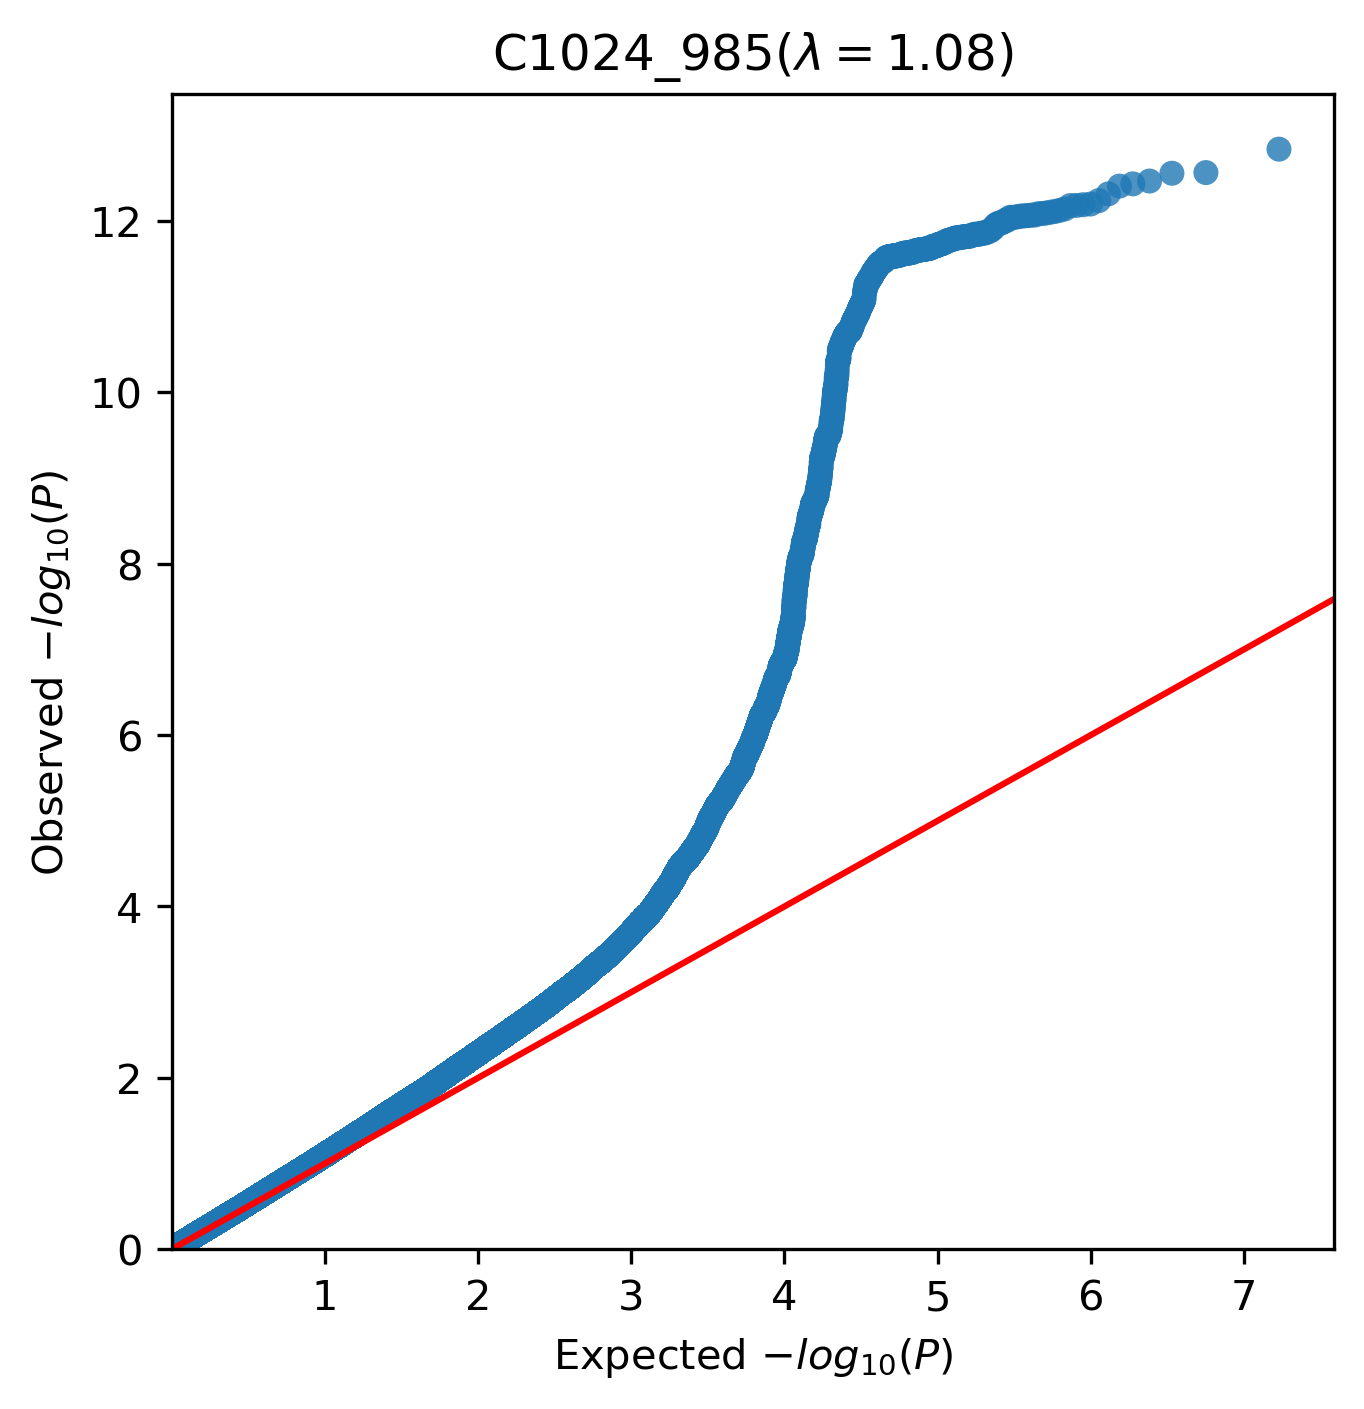 C1024_985(λ = 1.08)
12
10
8
6
4
2
0
Observed −log₁₀(P)
1 2 3 4 5 6 7
Expected −log₁₀(P)